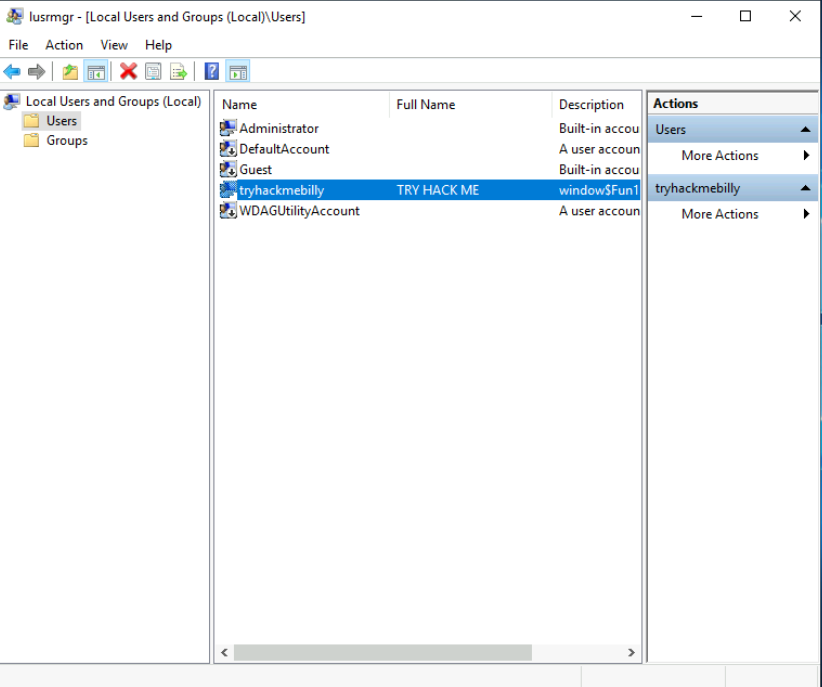 lusrmgr - [Local Users and Groups (Local)\Users]
File Action View Help
Local Users and Groups (Local)
Users
Groups
Name Full Name Description
Administrator Built-in accou
DefaultAccount A user accoun
Guest Built-in accou
tryhackmebilly TRY HACK ME window$Fun1
WDAGUtilityAccount A user accoun
Actions
Users
More Actions
tryhackmebilly
More Actions